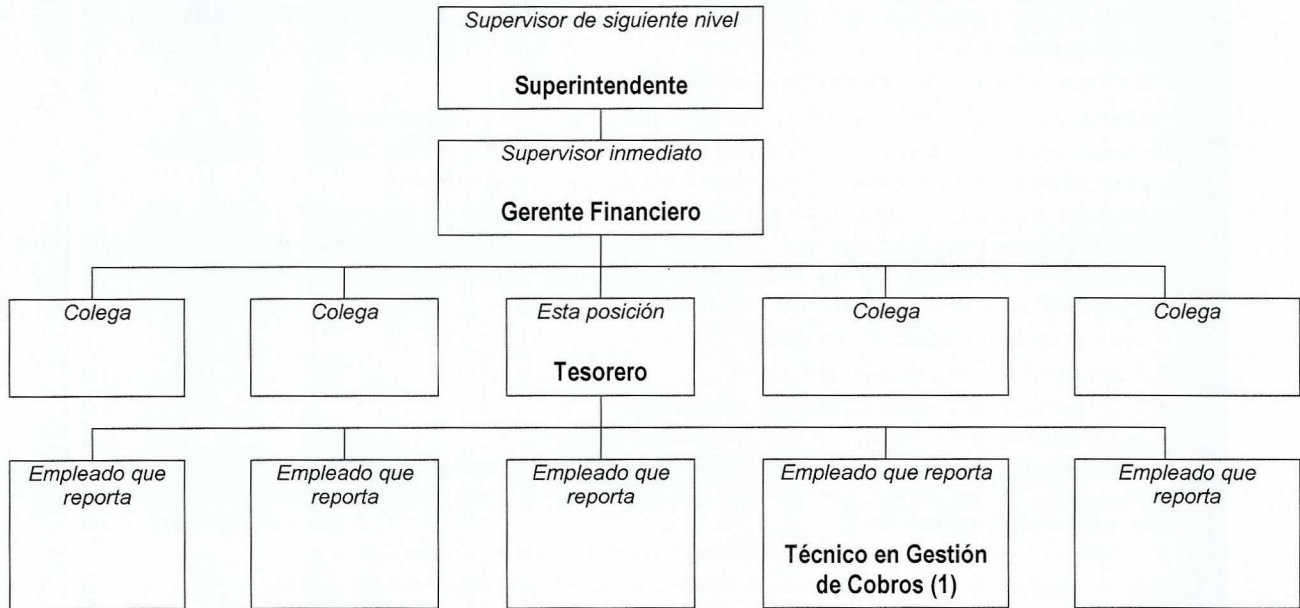 Supervisor de siguiente nivel
Superintendente
Supervisor inmediato
Gerente Financiero
Colega
Colega
Esta posición
Tesorero
Colega
Colega
Empleado que
reporta
Empleado que
reporta
Empleado que
reporta
Empleado que reporta
Técnico en Gestión
de Cobros (1)
Empleado que
reporta